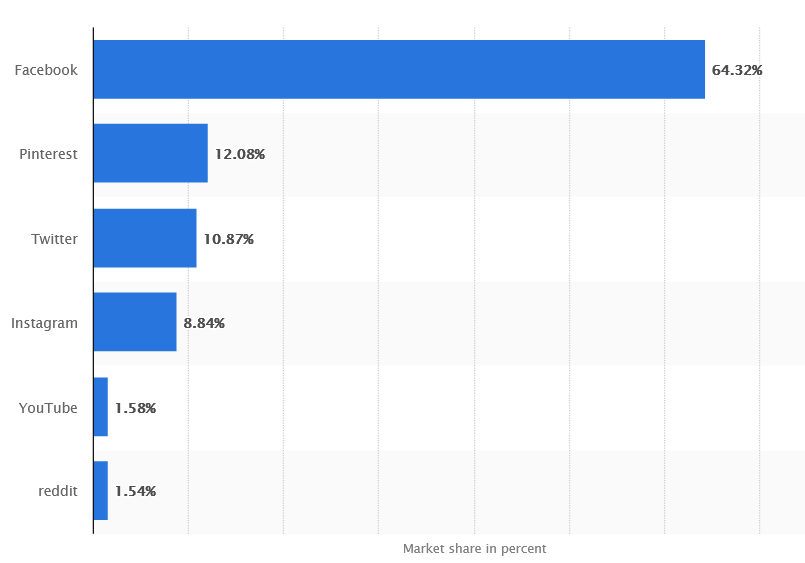 Facebook 64.32%
Pinterest 12.08%
Twitter 10.87%
Instagram 8.84%
YouTube 1.58%
reddit 1.54%
Market share in percent